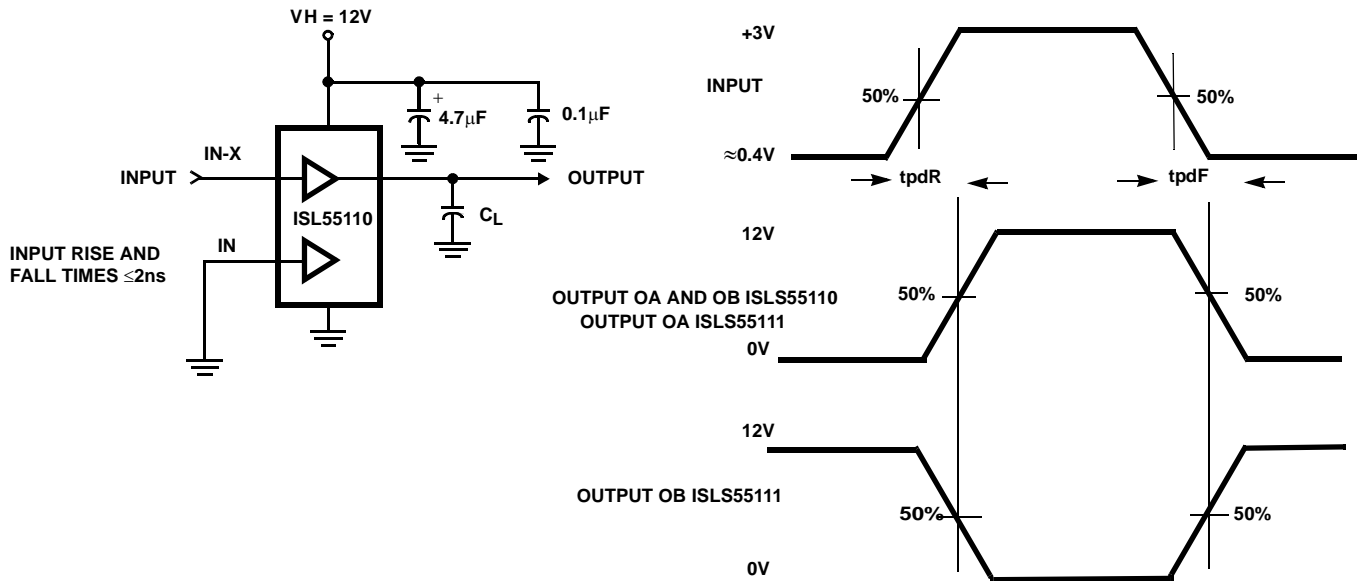 VH = 12V
+
4.7µF
0.1µF
IN-X
INPUT
OUTPUT
ISL55110
CL
IN
INPUT RISE AND
FALL TIMES ≤2ns
+3V
INPUT
50%
50%
≈0.4V
tpdR
tpdF
12V
OUTPUT OA AND OB ISLS55110
OUTPUT OA ISLS55111
50%
50%
0V
12V
OUTPUT OB ISLS55111
50%
50%
0V